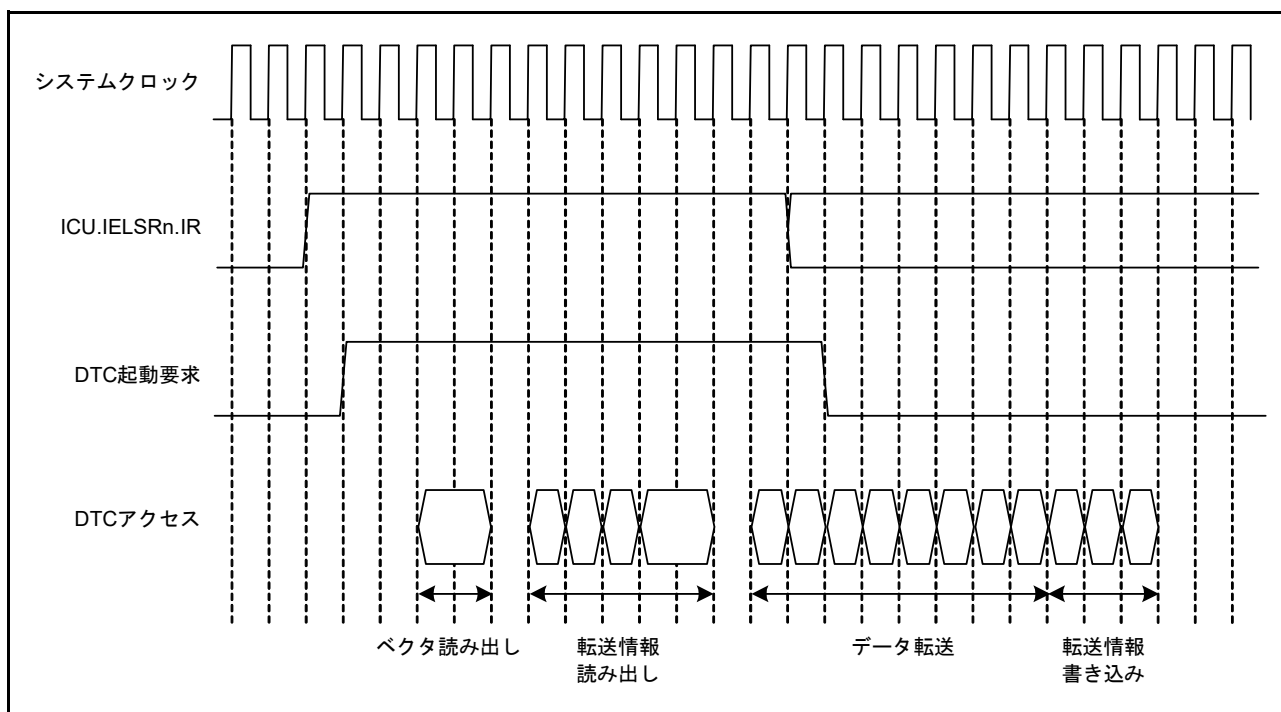 システムクロック
ICU.IELSRn.IR
DTC起動要求
DTCアクセス
ベクタ読み出し
転送情報
読み出し
データ転送
転送情報
書き込み